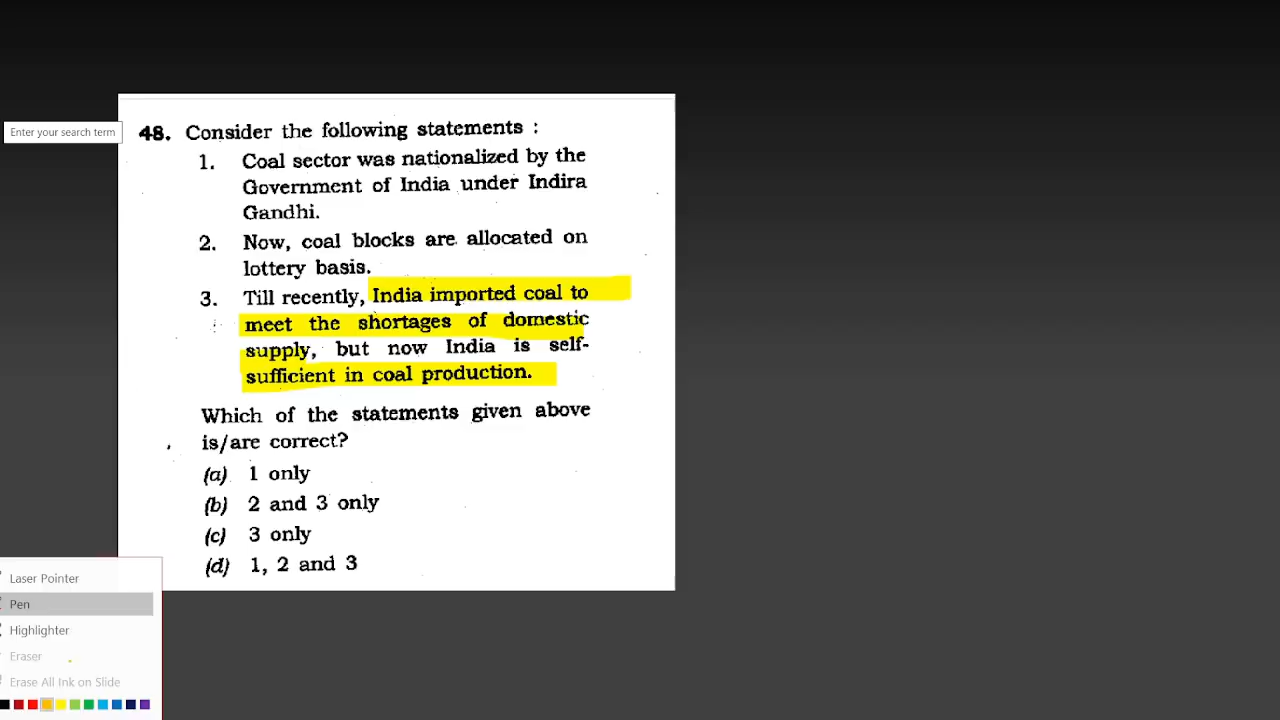 Enter your search term
48. Consider the following statements :
1. Coal sector was nationalized by the
Government of India under Indira
Gandhi.
2. Now, coal blocks are allocated on
lottery basis.
3. Till recently, India imported coal to
meet the shortages of domestic
supply, but now India is self-
sufficient in coal production.
Which of the statements given above
is/are correct?
(a) 1 only
(b) 2 and 3 only
(c) 3 only
(d) 1, 2 and 3
Laser Pointer
Pen
Highlighter
Eraser
Erase All Ink on Slide